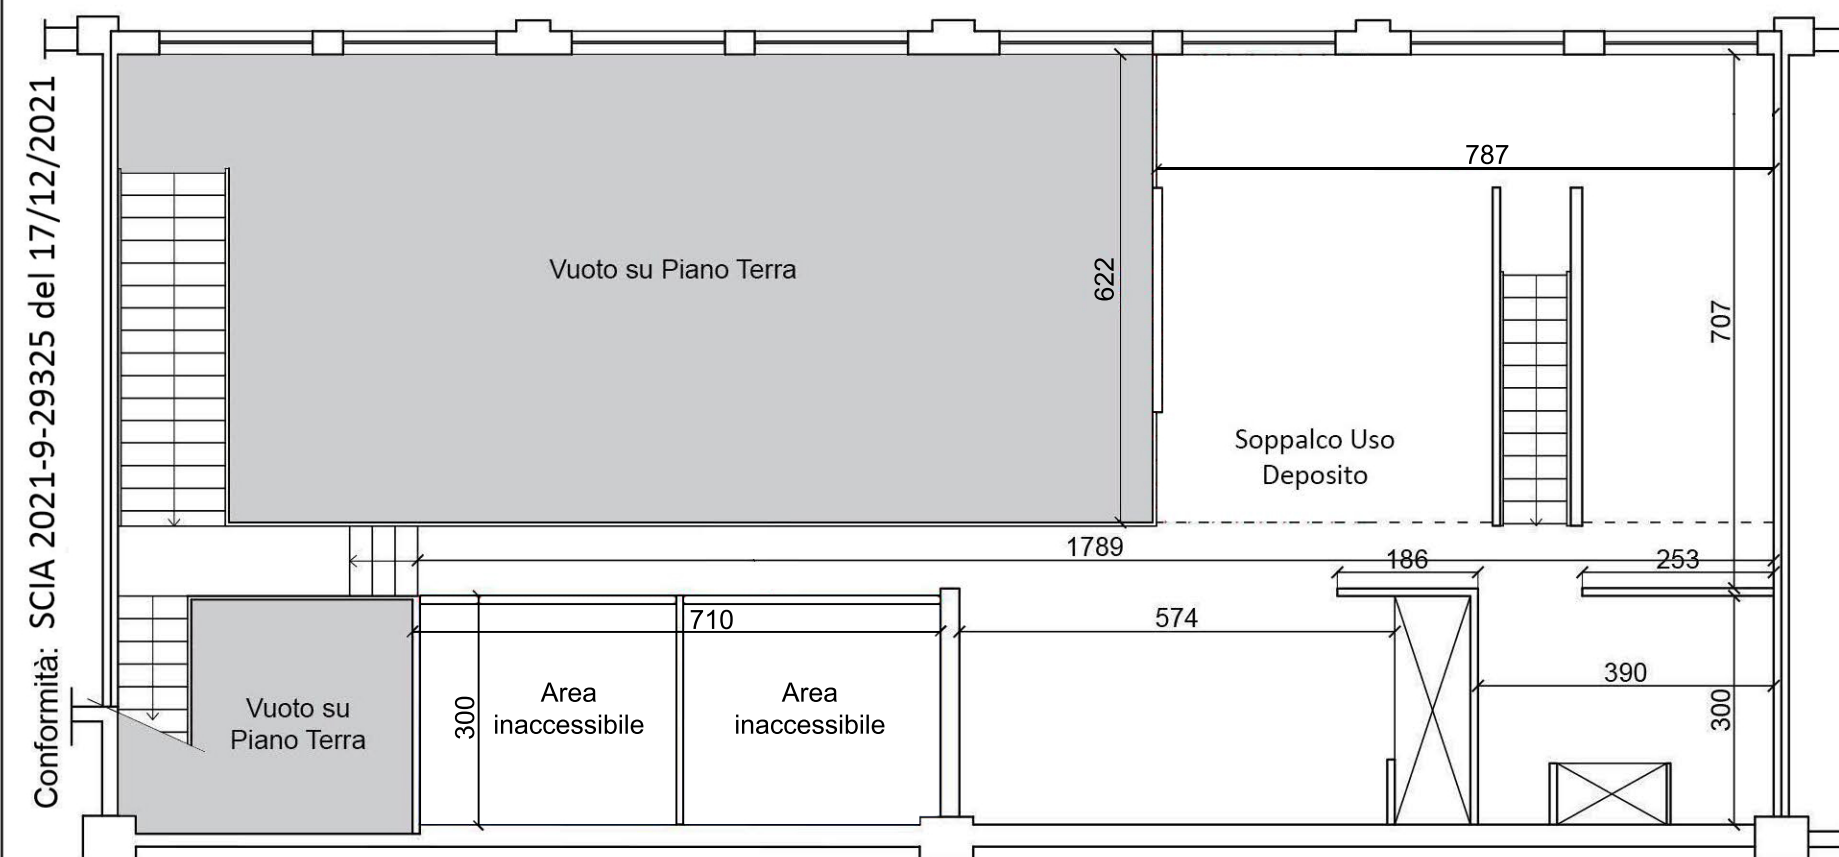 Conformità: SCIA 2021-9-29325 del 17/12/2021
787
Vuoto su Piano Terra
622
707
Soppalco Uso
Deposito
1789
186
253
710
574
390
Vuoto su
Piano Terra
300
Area
inaccessibile
Area
inaccessibile
300